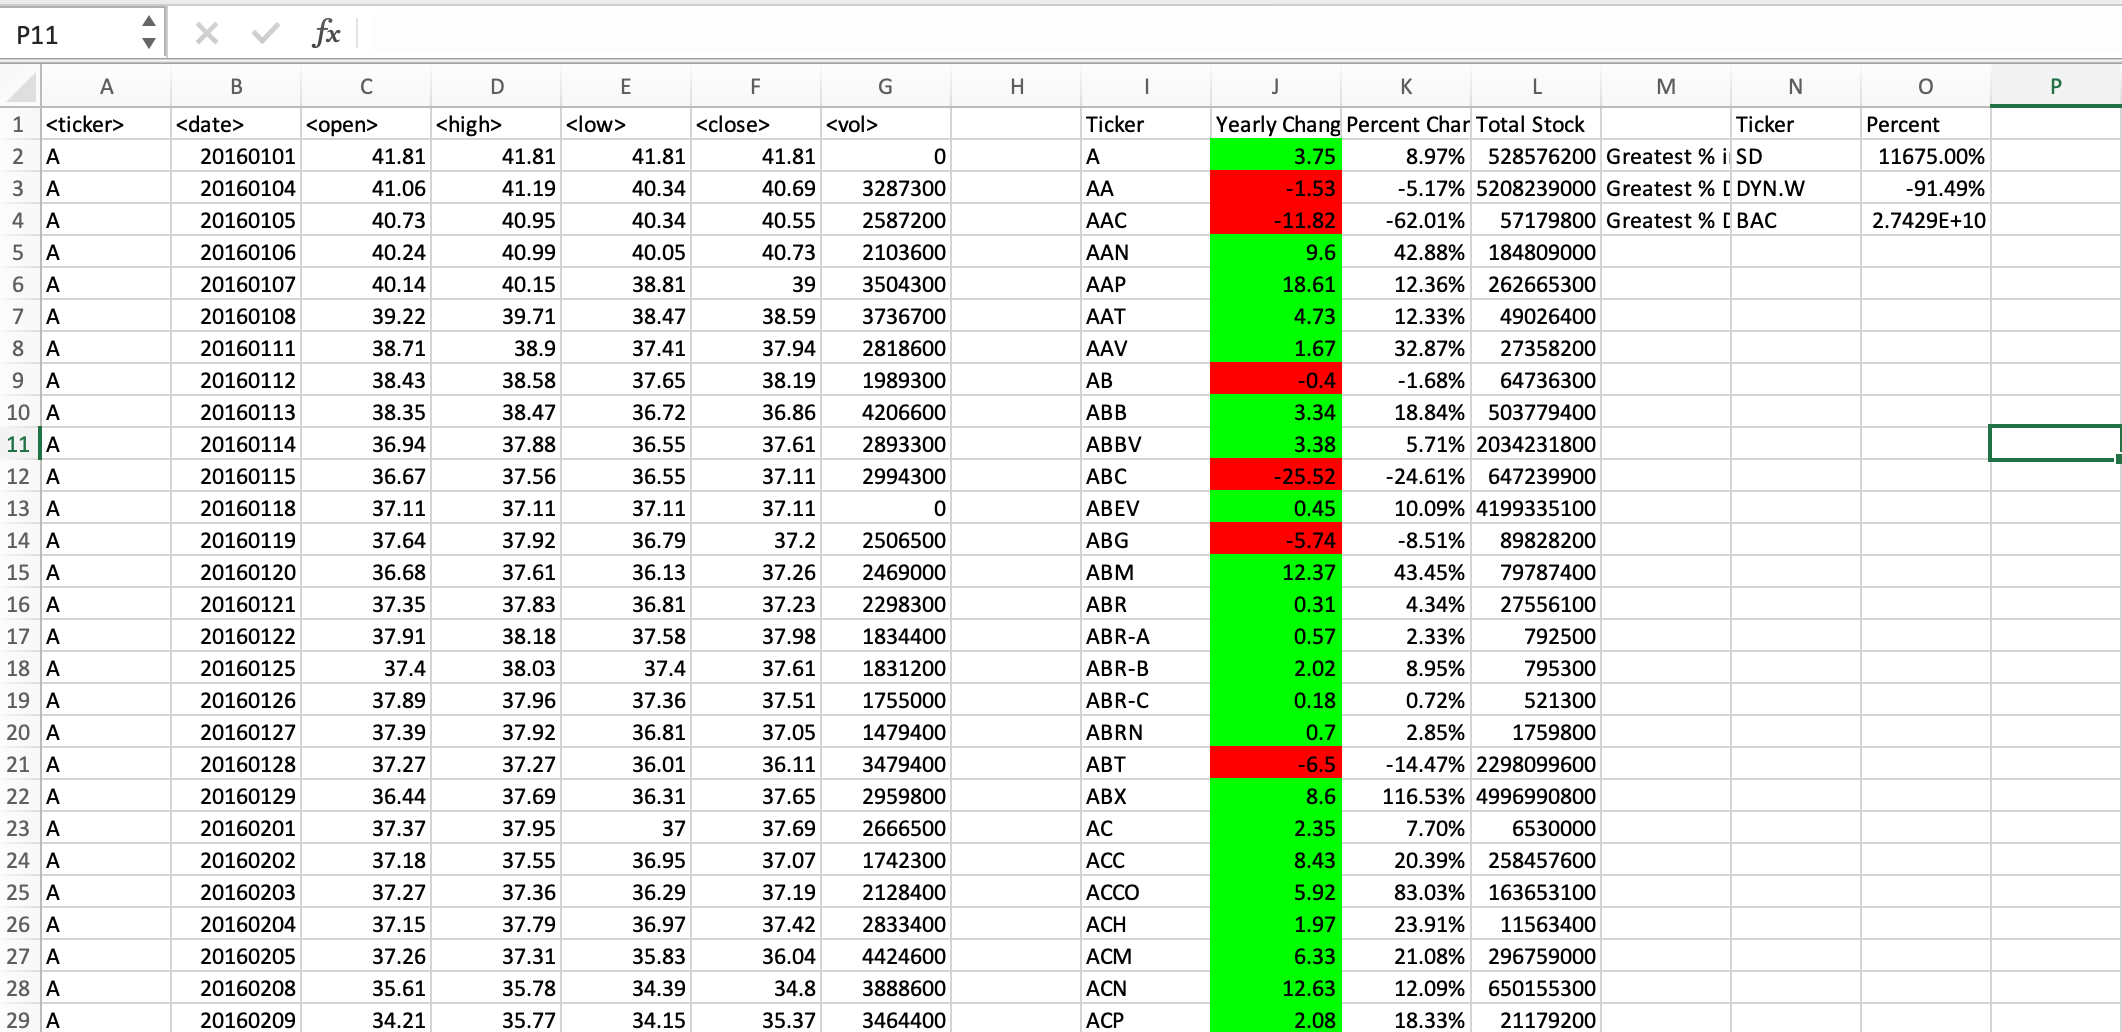 P11 fx
A B C D E F G H I J K L M N O P
1 <ticker> <date> <open> <high> <low> <close> <vol> Ticker Yearly Chang Percent Char Total Stock Ticker Percent
2 A 20160101 41.81 41.81 41.81 41.81 0 A 3.75 8.97% 528576200 Greatest % i SD 11675.00%
3 A 20160104 41.06 41.19 40.34 40.69 3287300 AA -1.53 -5.17% 5208239000 Greatest % D DYN.W -91.49%
4 A 20160105 40.73 40.95 40.34 40.55 2587200 AAC -11.82 -62.01% 57179800 Greatest % D BAC 2.7429E+10
5 A 20160106 40.24 40.99 40.05 40.73 2103600 AAN 9.6 42.88% 184809000
6 A 20160107 40.14 40.15 38.81 39 3504300 AAP 18.61 12.36% 262665300
7 A 20160108 39.22 39.71 38.47 38.59 3736700 AAT 4.73 12.33% 49026400
8 A 20160111 38.71 38.9 37.41 37.94 2818600 AAV 1.67 32.87% 27358200
9 A 20160112 38.43 38.58 37.65 38.19 1989300 AB -0.4 -1.68% 64736300
10 A 20160113 38.35 38.47 36.72 36.86 4206600 ABB 3.34 18.84% 503779400
11 A 20160114 36.94 37.88 36.55 37.61 2893300 ABBV 3.38 5.71% 2034231800
12 A 20160115 36.67 37.56 36.55 37.11 2994300 ABC -25.52 -24.61% 647239900
13 A 20160118 37.11 37.11 37.11 37.11 0 ABEV 0.45 10.09% 4199335100
14 A 20160119 37.64 37.92 36.79 37.2 2506500 ABG -5.74 -8.51% 89828200
15 A 20160120 36.68 37.61 36.13 37.26 2469000 ABM 12.37 43.45% 79787400
16 A 20160121 37.35 37.83 36.81 37.23 2298300 ABR 0.31 4.34% 27556100
17 A 20160122 37.91 38.18 37.58 37.98 1834400 ABR-A 0.57 2.33% 792500
18 A 20160125 37.4 38.03 37.4 37.61 1831200 ABR-B 2.02 8.95% 795300
19 A 20160126 37.89 37.96 37.36 37.51 1755000 ABR-C 0.18 0.72% 521300
20 A 20160127 37.39 37.92 36.81 37.05 1479400 ABRN 0.7 2.85% 1759800
21 A 20160128 37.27 37.27 36.01 36.11 3479400 ABT -6.5 -14.47% 2298099600
22 A 20160129 36.44 37.69 36.31 37.65 2959800 ABX 8.6 116.53% 4996990800
23 A 20160201 37.37 37.95 37 37.69 2666500 AC 2.35 7.70% 6530000
24 A 20160202 37.18 37.55 36.95 37.07 1742300 ACC 8.43 20.39% 258457600
25 A 20160203 37.27 37.36 36.29 37.19 2128400 ACCO 5.92 83.03% 163653100
26 A 20160204 37.15 37.79 36.97 37.42 2833400 ACH 1.97 23.91% 11563400
27 A 20160205 37.26 37.31 35.83 36.04 4424600 ACM 6.33 21.08% 296759000
28 A 20160208 35.61 35.78 34.39 34.8 3888600 ACN 12.63 12.09% 650155300
29 A 20160209 34.21 35.77 34.15 35.37 3464400 ACP 2.08 18.33% 21179200